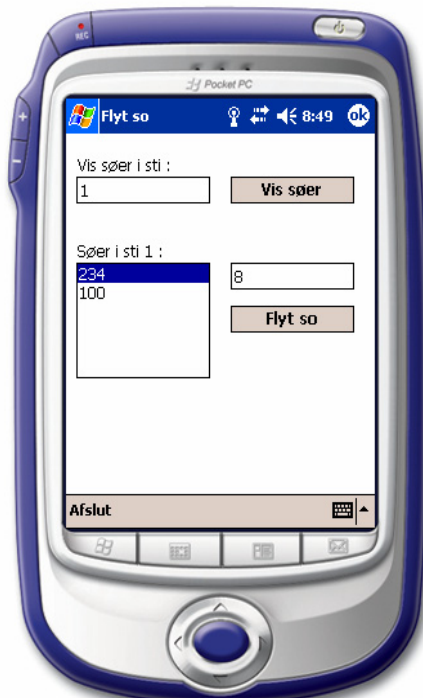 REC
Pocket PC
Flyt so 8:49 ok
Vis søer i sti :
1 Vis søer
Søer i sti 1 :
234
100
8
Flyt so
Afslut